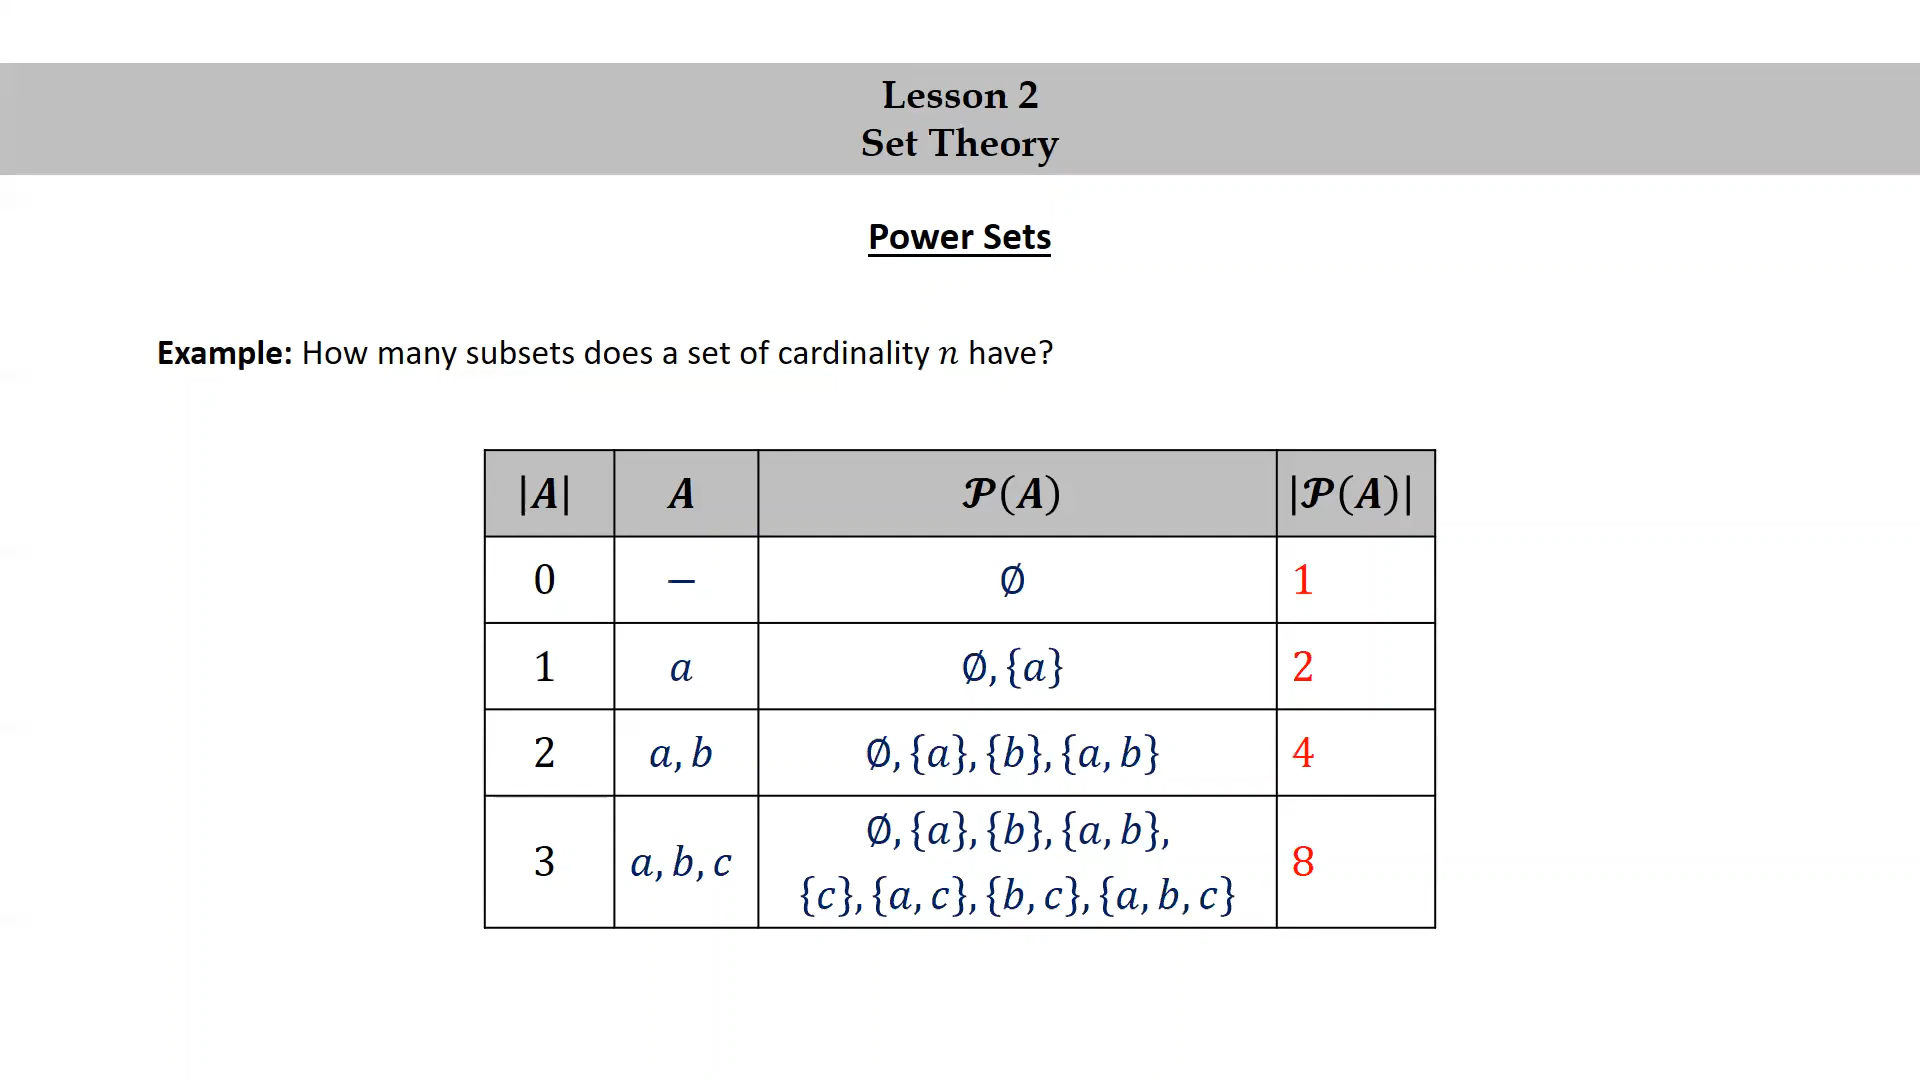 Lesson 2
Set Theory
Power Sets
Example: How many subsets does a set of cardinality n have?
|A| A 𝒫(A) |𝒫(A)|
0 – ∅ 1
1 a ∅, {a} 2
2 a, b ∅, {a}, {b}, {a, b} 4
3 a, b, c ∅, {a}, {b}, {a, b}, 8
{c}, {a, c}, {b, c}, {a, b, c}